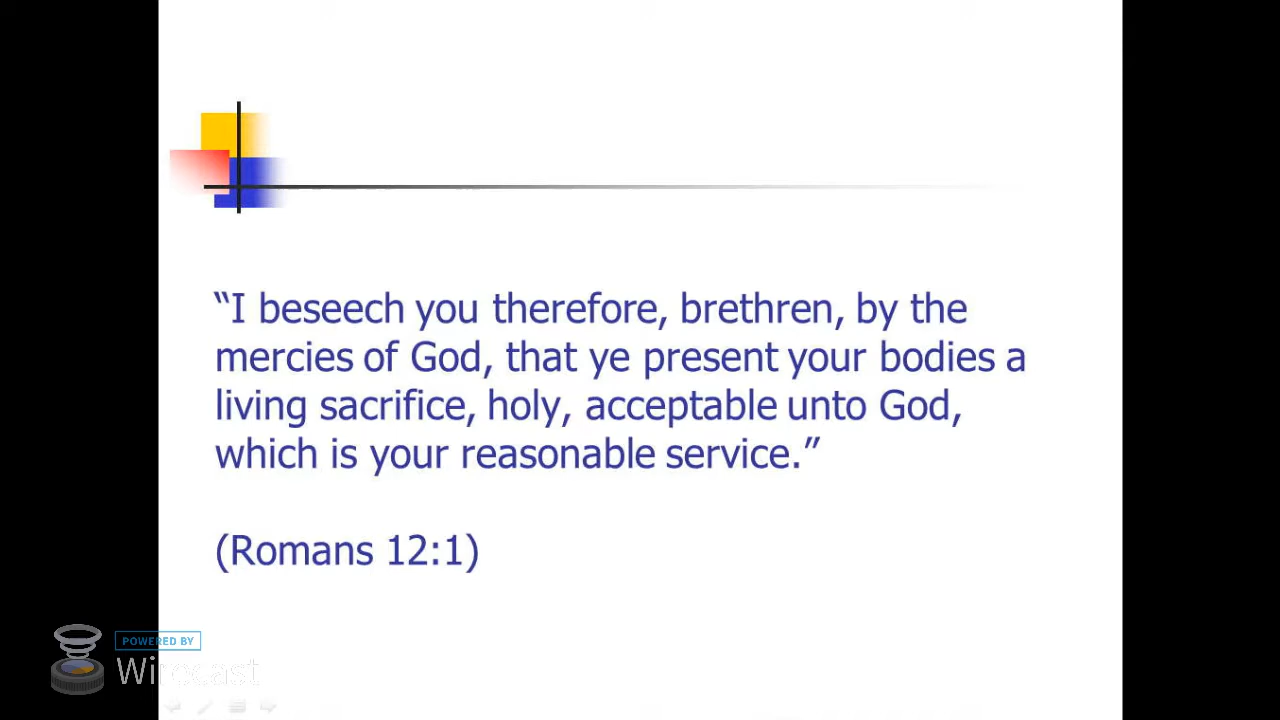 “I beseech you therefore, brethren, by the
mercies of God, that ye present your bodies a
living sacrifice, holy, acceptable unto God,
which is your reasonable service.”
(Romans 12:1)
POWERED BY
Wirecast